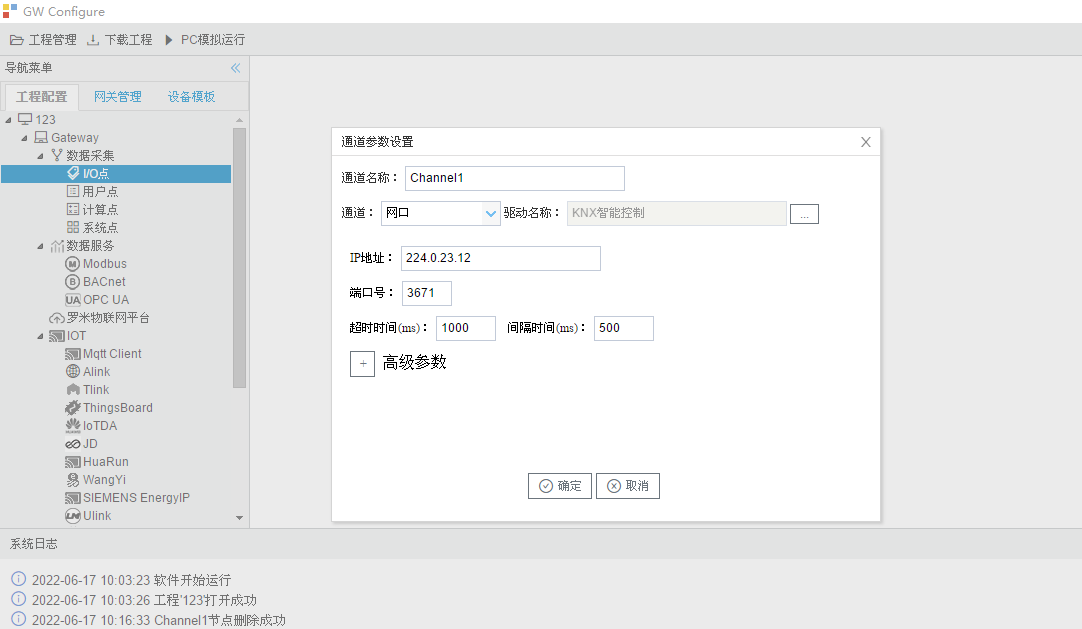 GW Configure
工程管理 下载工程 PC模拟运行
导航菜单
工程配置 网关管理 设备模板
123
Gateway
数据采集
I/O点
用户点
计算点
系统点
数据服务
Modbus
BACnet
UA OPC UA
罗米物联网平台
IOT
Mqtt Client
Alink
Tlink
ThingsBoard
IoTDA
JD
HuaRun
WangYi
SIEMENS EnergyIP
Ulink
通道参数设置
通道名称： Channel1
通道： 网口 驱动名称： KNX智能控制 ...
IP地址： 224.0.23.12
端口号： 3671
超时时间(ms)： 1000 间隔时间(ms)： 500
+ 高级参数
确定 取消
系统日志
2022-06-17 10:03:23 软件开始运行
2022-06-17 10:03:26 工程'123'打开成功
2022-06-17 10:16:33 Channel1节点删除成功